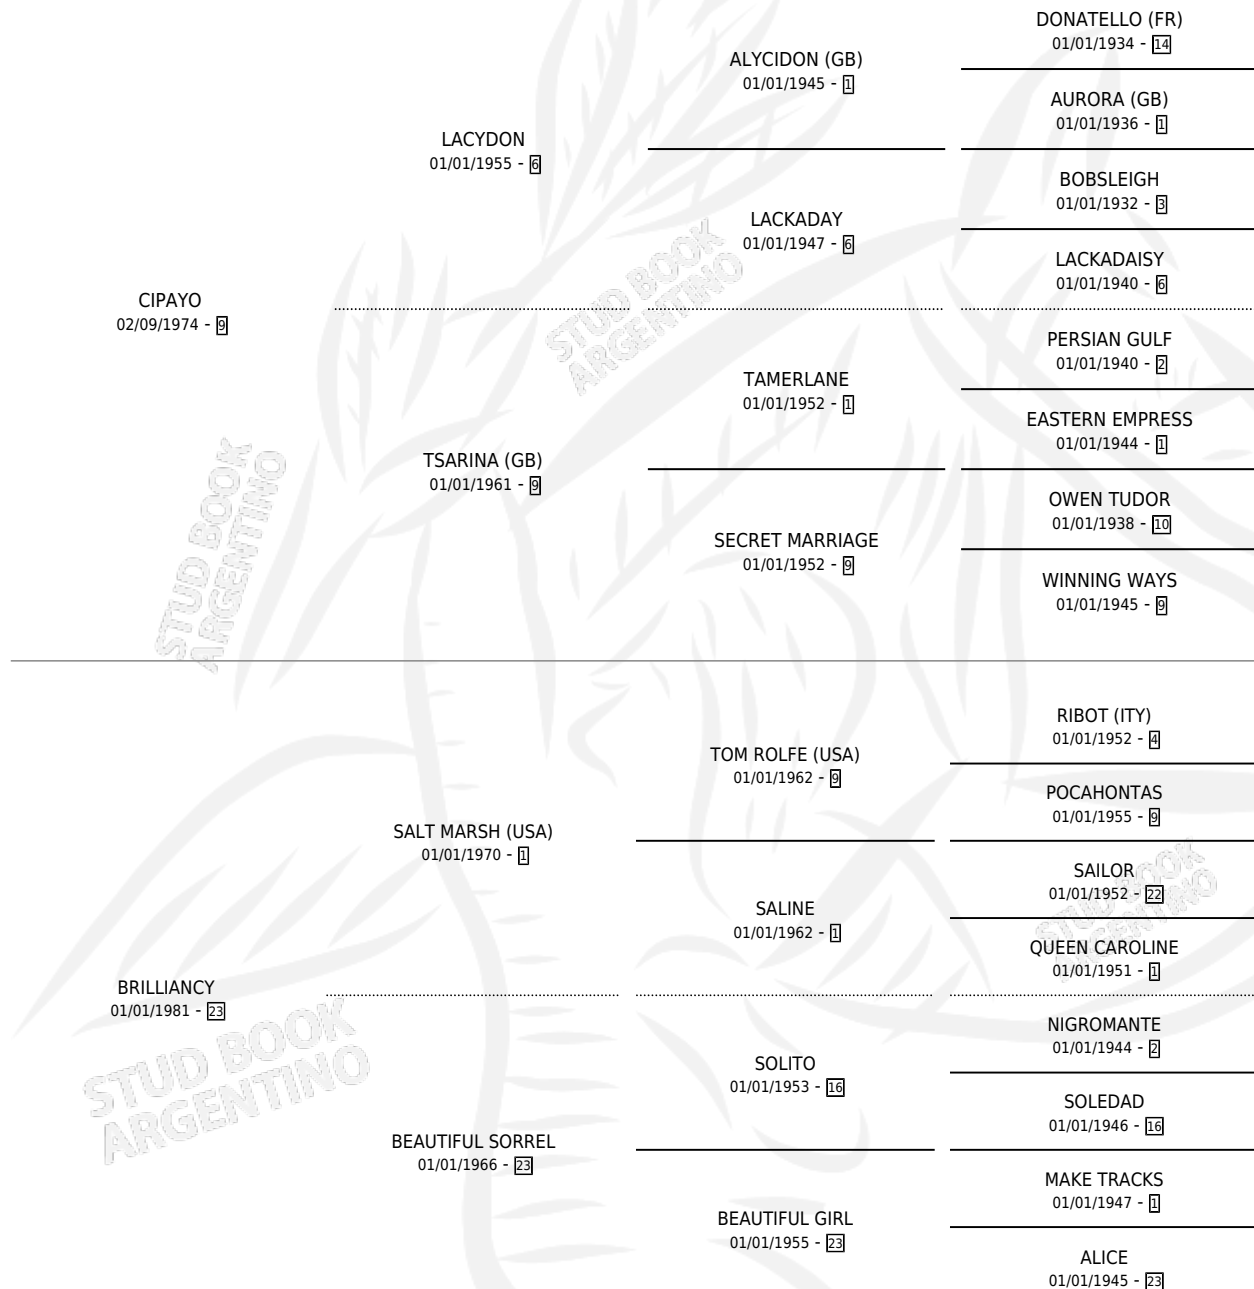 DONATELLO (FR)
01/01/1934 - 14
ALYCIDON (GB)
01/01/1945 - 1
AURORA (GB)
01/01/1936 - 1
LACYDON
01/01/1955 - 6
BOBSLEIGH
01/01/1932 - 3
LACKADAY
01/01/1947 - 6
LACKADAISY
01/01/1940 - 6
CIPAYO
02/09/1974 - 9
PERSIAN GULF
01/01/1940 - 2
TAMERLANE
01/01/1952 - 1
EASTERN EMPRESS
01/01/1944 - 1
TSARINA (GB)
01/01/1961 - 9
OWEN TUDOR
01/01/1938 - 10
SECRET MARRIAGE
01/01/1952 - 9
WINNING WAYS
01/01/1945 - 9
STUD BOOK
ARGENTINO
STUD BOOK
ARGENTINO
RIBOT (ITY)
01/01/1952 - 4
TOM ROLFE (USA)
01/01/1962 - 9
POCAHONTAS
01/01/1955 - 9
SALT MARSH (USA)
01/01/1970 - 1
SAILOR
01/01/1952 - 22
SALINE
01/01/1962 - 1
QUEEN CAROLINE
01/01/1951 - 1
BRILLIANCY
01/01/1981 - 23
NIGROMANTE
01/01/1944 - 2
SOLITO
01/01/1953 - 16
SOLEDAD
01/01/1946 - 16
BEAUTIFUL SORREL
01/01/1966 - 23
MAKE TRACKS
01/01/1947 - 1
BEAUTIFUL GIRL
01/01/1955 - 23
ALICE
01/01/1945 - 23
STUD BOOK
ARGENTINO
STUD BOOK
ARGENTINO